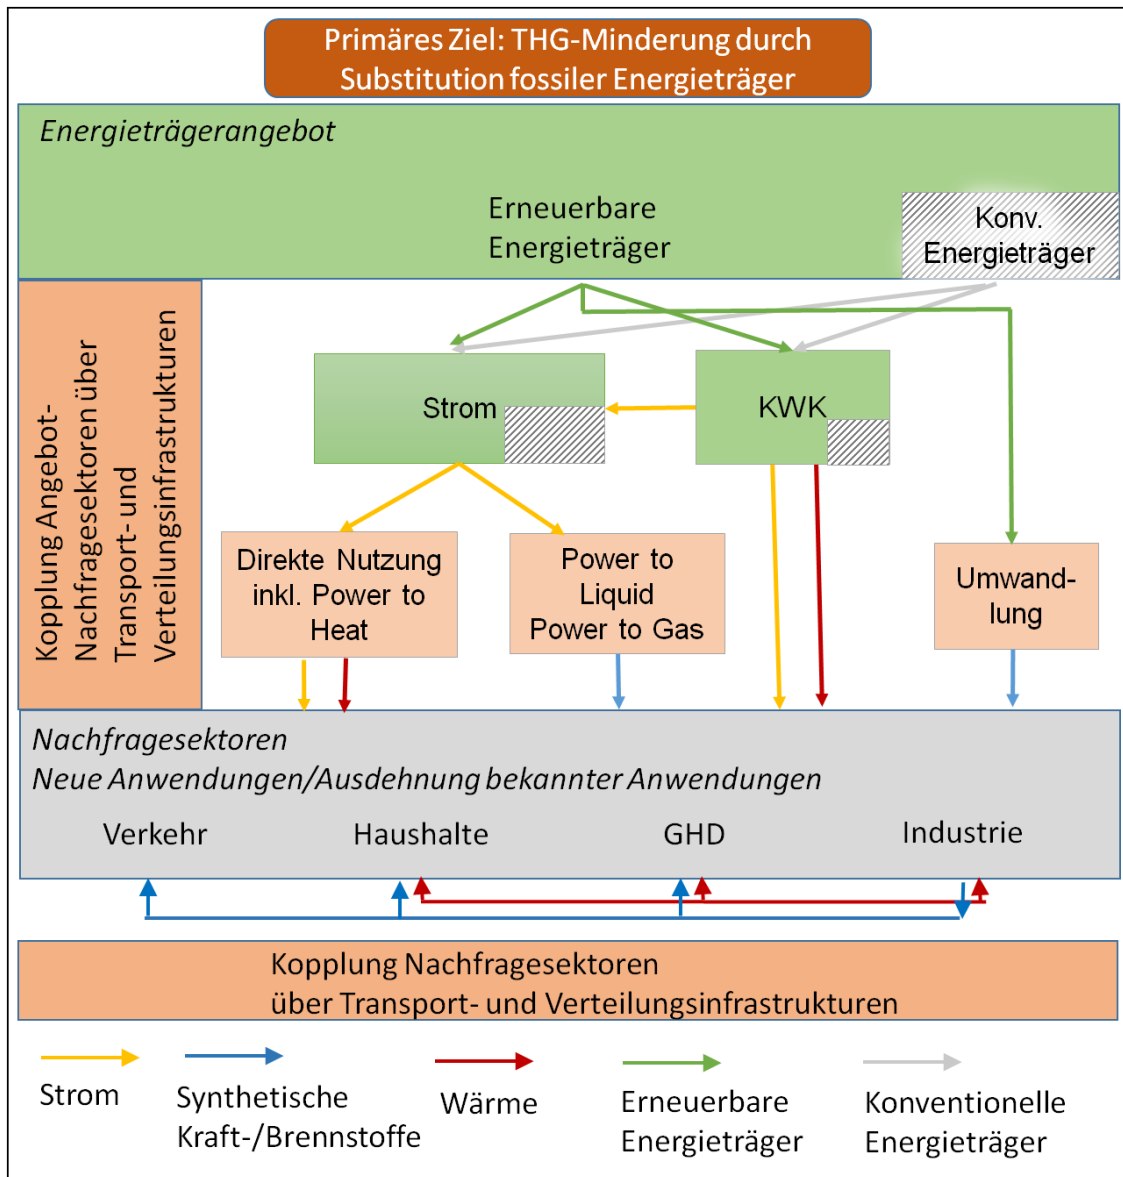 Primäres Ziel: THG-Minderung durch
Substitution fossiler Energieträger
Energieträgerangebot
Erneuerbare
Energieträger
Konv.
Energieträger
Kopplung Angebot-
Nachfragesektoren über
Transport- und
Verteilungsinfrastrukturen
Strom
KWK
Direkte Nutzung
inkl. Power to
Heat
Power to
Liquid
Power to Gas
Umwand-
lung
Nachfragesektoren
Neue Anwendungen/Ausdehnung bekannter Anwendungen
Verkehr
Haushalte
GHD
Industrie
Kopplung Nachfragesektoren
über Transport- und Verteilungsinfrastrukturen
Strom
Synthetische
Kraft-/Brennstoffe
Wärme
Erneuerbare
Energieträger
Konventionelle
Energieträger